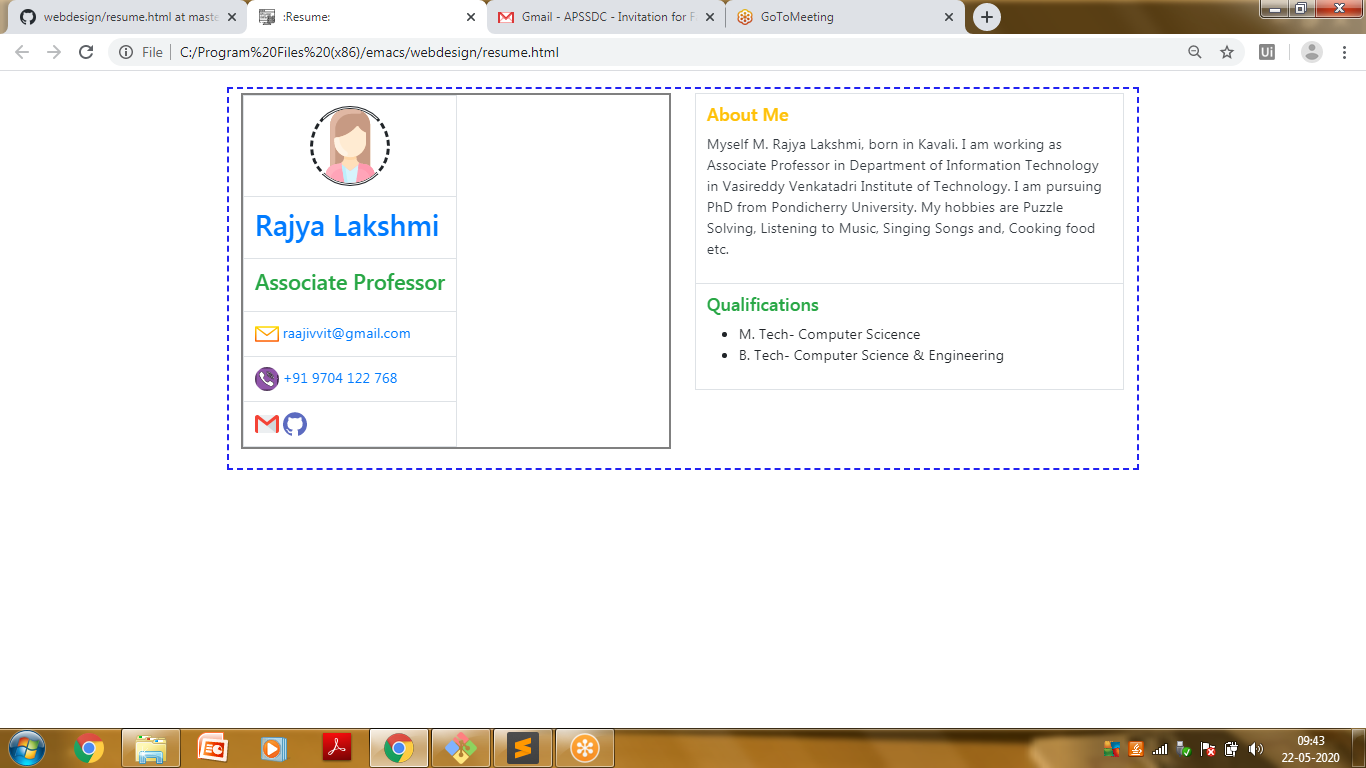 webdesign/resume.html at maste
:Resume:
Gmail - APSSDC - Invitation for F
GoToMeeting
File
C:/Program%20Files%20(x86)/emacs/webdesign/resume.html
Ui
Rajya Lakshmi
Associate Professor
raajivvit@gmail.com
+91 9704 122 768
About Me
Myself M. Rajya Lakshmi, born in Kavali. I am working as
Associate Professor in Department of Information Technology
in Vasireddy Venkatadri Institute of Technology. I am pursuing
PhD from Pondicherry University. My hobbies are Puzzle
Solving, Listening to Music, Singing Songs and, Cooking food
etc.
Qualifications
M. Tech- Computer Scicence
B. Tech- Computer Science & Engineering
09:43
22-05-2020